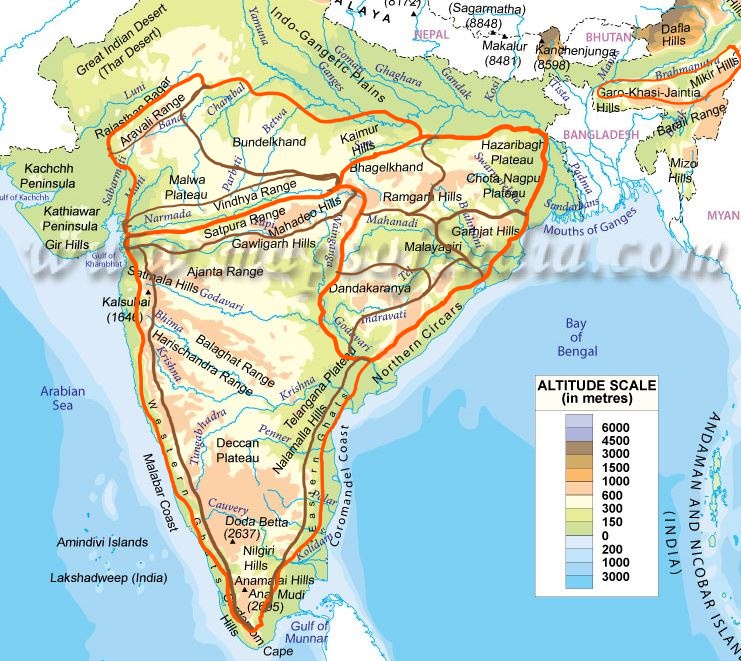 (8172)
(Sagarmatha)
(8848)
NEPAL
Makalur
(8481)
Kanchenjunga
(8598)
BHUTAN
Dafla
Hills
ALAYA
Great Indian Desert
(Thar Desert)
Indo-Gangetic Plains
Yamuna
Ganges
Gomati
Ghaghara
Gandak
Kosi
Tista
Manas
Brahmaputra
Mikir Hills
Garo-Khasi-Jaintia
Hills
Barail Range
Mizo
Hills
BANGLADESH
MYAN
Luni
Rajasthan Bagar
Aravali Range
Banas
Chambal
Betwa
Parbati
Bundelkhand
Kaimur
Hills
Bhagelkhand
Hazaribagh
Plateau
Chota Nagpur
Plateau
Padma
Sundarbans
Mouths of Ganges
Kachchh
Peninsula
Gulf of Kachchh
Kathiawar
Peninsula
Gir Hills
Sabarmati
Mahi
Malwa
Plateau
Vindhya Range
Narmada
Satpura Range
Tapi
Mahadeo Hills
Gawligarh Hills
Ramgarh Hills
Mahanadi
Brahmani
Garhjat Hills
Malayagiri
Tel
Wainganga
Gulf of
Khambhat
www.mapsofindia.com
Ajanta Range
Satmala Hills
Godavari
Kalsubai
(1646)
Dandakaranya
Indravati
Godavari
Northern Circars
Bhima
Balaghat Range
Harischandra Range
Krishna
Krishna
Telangana Plateau
Nalamalla Hills
Arabian
Sea
Bay
of
Bengal
Western Ghats
Malabar Coast
Tungabhadra
Deccan
Plateau
Penner
Eastern Ghats
Coromandel Coast
Palar
Cauvery
Doda Betta
(2637)
Nilgiri
Hills
Kolidam
Anamalai Hills
Anai Mudi
(2695)
Cardamom
Hills
Gulf of
Munnar
Cape
Amindivi Islands
Lakshadweep (India)
ALTITUDE SCALE
(in metres)
6000
4500
3000
1500
1000
600
300
150
0
200
1000
3000
ANDAMAN AND NICOBAR ISLAN
(INDIA)